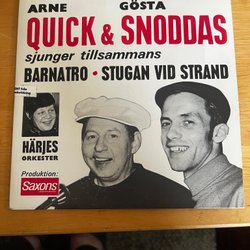 ARNE GÖSTA
QUICK & SNODDAS
sjunger tillsammans
BARNATRO • STUGAN VID STRAND
HÄRJES
ORKESTER
Produktion:
Saxons